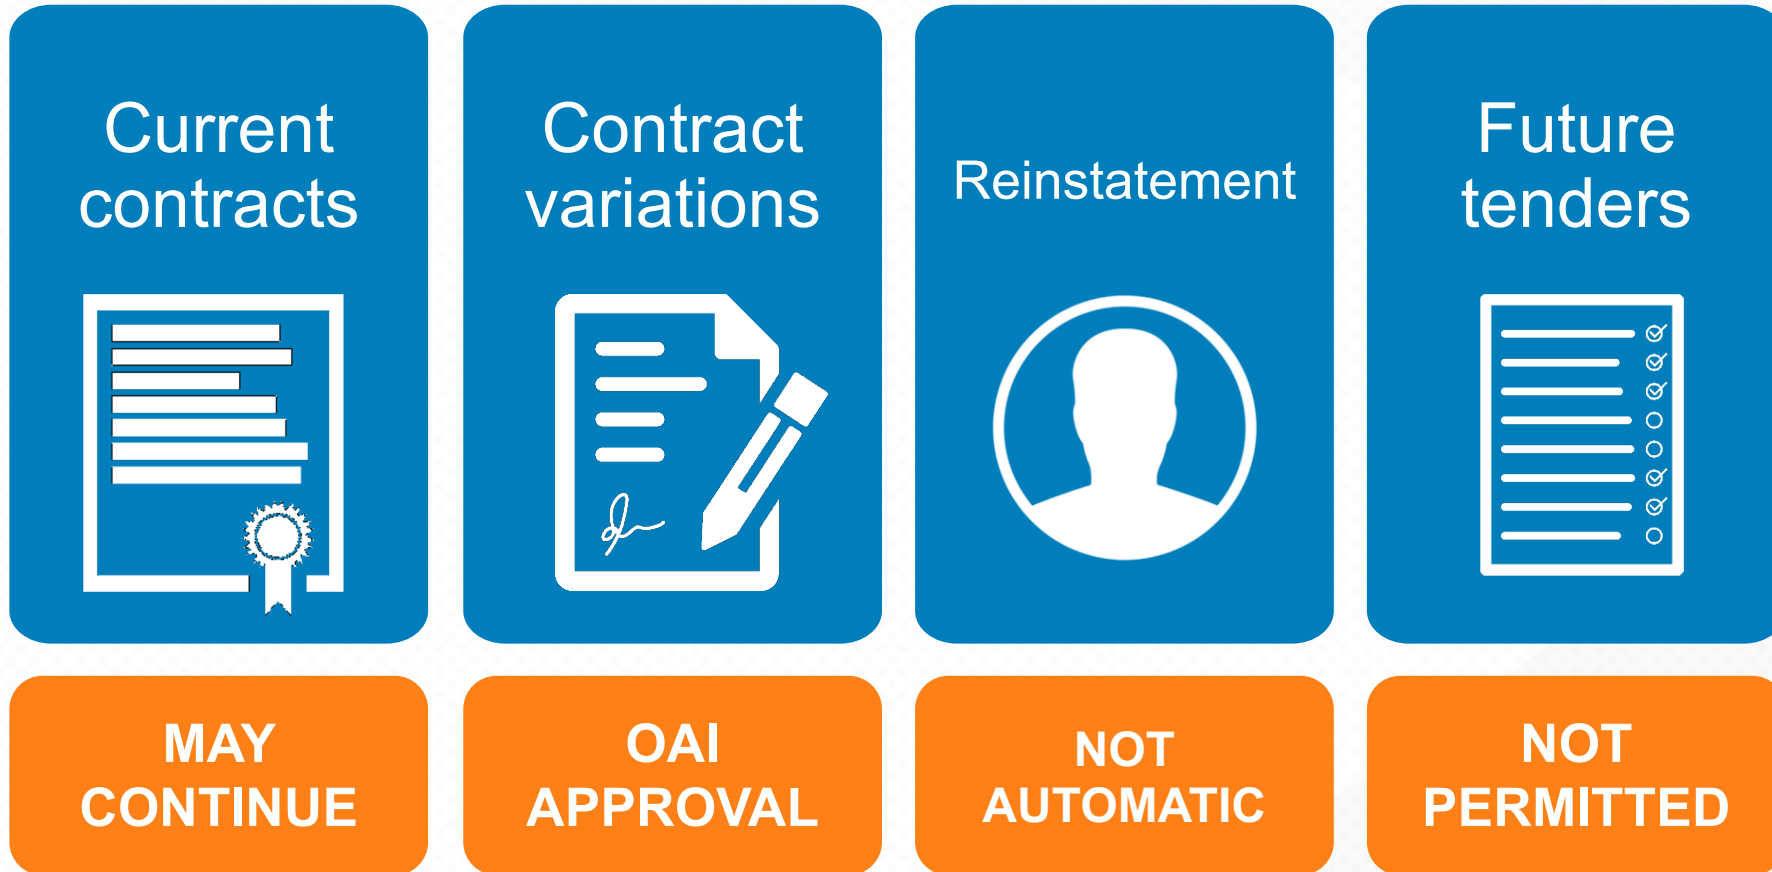 Current
contracts
MAY
CONTINUE
Contract
variations
OAI
APPROVAL
Reinstatement
NOT
AUTOMATIC
Future
tenders
NOT
PERMITTED